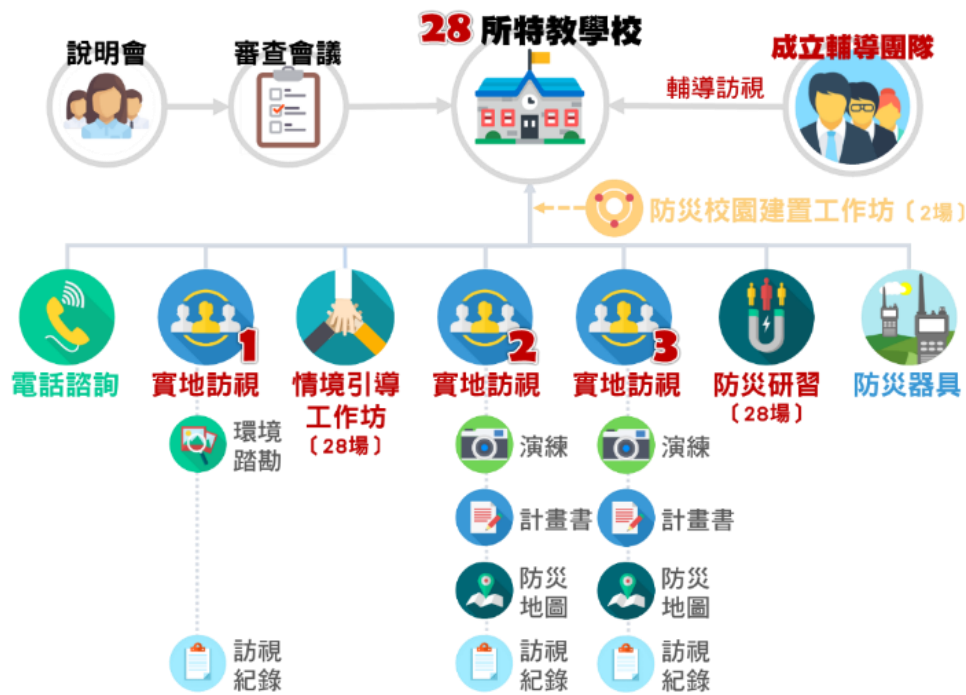 說明會
審查會議
28 所特教學校
成立輔導團隊
輔導訪視
防災校園建置工作坊〔2場〕
電話諮詢
1
實地訪視
情境引導
工作坊
〔28場〕
2
實地訪視
3
實地訪視
防災研習
〔28場〕
防災器具
環境
踏勘
訪視
紀錄
演練
計畫書
防災
地圖
訪視
紀錄
演練
計畫書
防災
地圖
訪視
紀錄